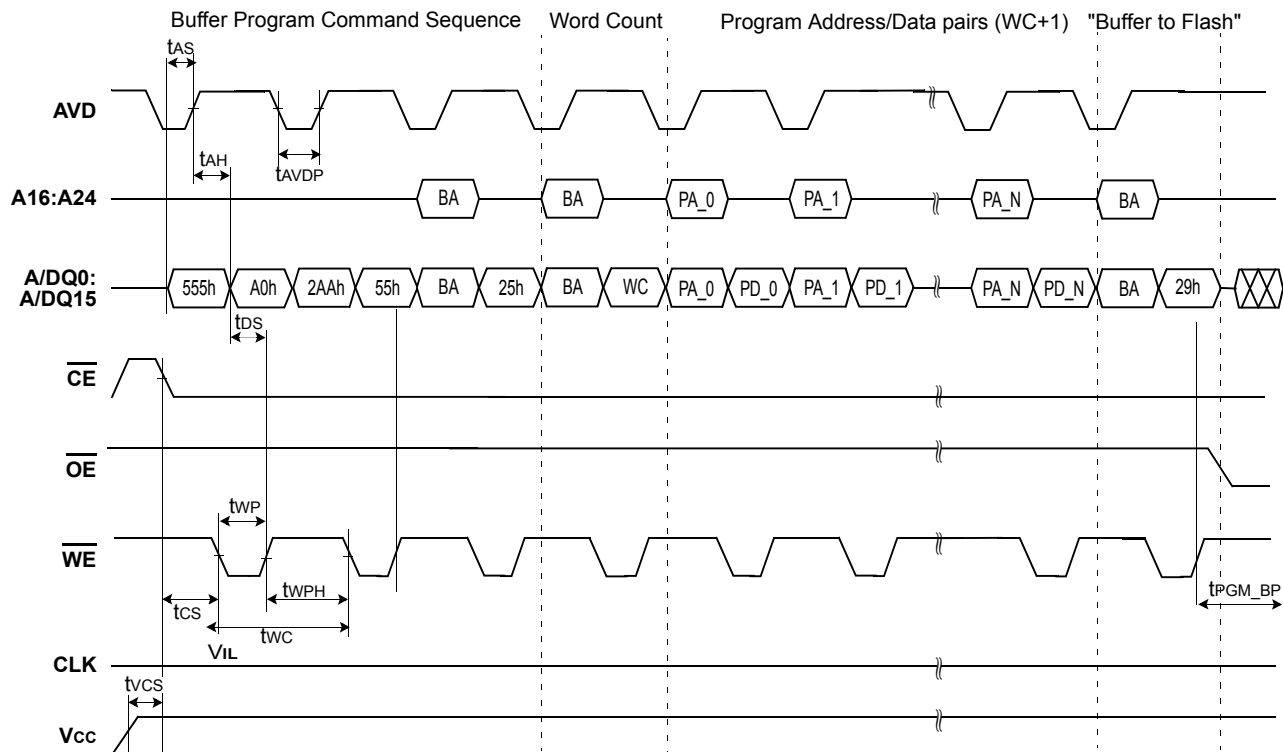 Buffer Program Command Sequence Word Count Program Address/Data pairs (WC+1) "Buffer to Flash"
tAS
AVD
tAH
tAVDP
A16:A24 BA BA PA_0 PA_1 PA_N BA
A/DQ0:
A/DQ15
555h A0h 2AAh 55h BA 25h BA WC PA_0 PD_0 PA_1 PD_1 PA_N PD_N BA 29h
tDS
CE
OE
tWP
WE
tCS
tWPH
tPGM_BP
tWC
VIL
CLK
tVCS
Vcc